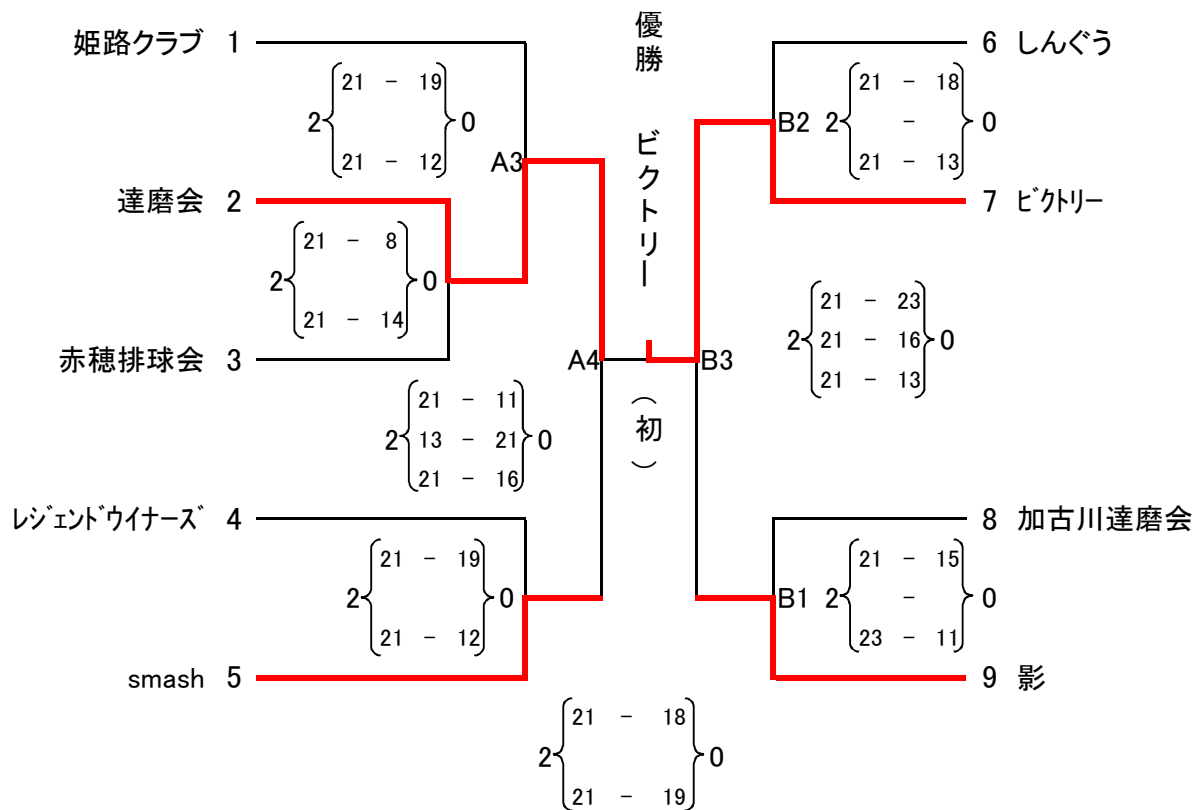 優勝 ビクトリー
（初）
姫路クラブ 1
2 { 21 － 19 } 0
21 － 12
A3
達磨会 2
2 { 21 － 8 } 0
21 － 14
赤穂排球会 3
A4
21 － 11
2 { 13 － 21 } 0
21 － 16
レジェンドウイナーズ 4
2 { 21 － 19 } 0
21 － 12
smash 5
21 － 18
2 { } 0
21 － 19
6 しんぐう
21 － 18
B2 2 { － } 0
21 － 13
7 ビクトリー
21 － 23
2 { 21 － 16 } 0
21 － 13
B3
8 加古川達磨会
21 － 15
B1 2 { － } 0
23 － 11
9 影